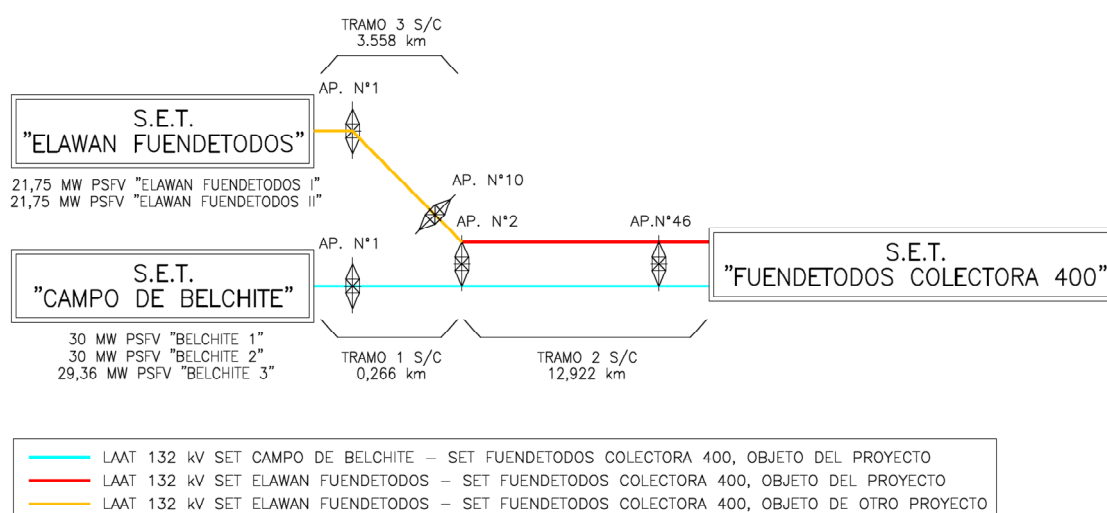 TRAMO 3 S/C
3.558 km
AP. N°1
S.E.T.
"ELAWAN FUENDETODOS"
21,75 MW PSFV "ELAWAN FUENDETODOS I"
21,75 MW PSFV "ELAWAN FUENDETODOS II"
AP. N°10
AP. N°2
AP.N°46
AP. N°1
S.E.T.
"CAMPO DE BELCHITE"
S.E.T.
"FUENDETODOS COLECTORA 400"
30 MW PSFV "BELCHITE 1"
30 MW PSFV "BELCHITE 2"
29,36 MW PSFV "BELCHITE 3"
TRAMO 1 S/C
0,266 km
TRAMO 2 S/C
12,922 km
LAAT 132 kV SET CAMPO DE BELCHITE – SET FUENDETODOS COLECTORA 400, OBJETO DEL PROYECTO
LAAT 132 kV SET ELAWAN FUENDETODOS – SET FUENDETODOS COLECTORA 400, OBJETO DEL PROYECTO
LAAT 132 kV SET ELAWAN FUENDETODOS – SET FUENDETODOS COLECTORA 400, OBJETO DE OTRO PROYECTO